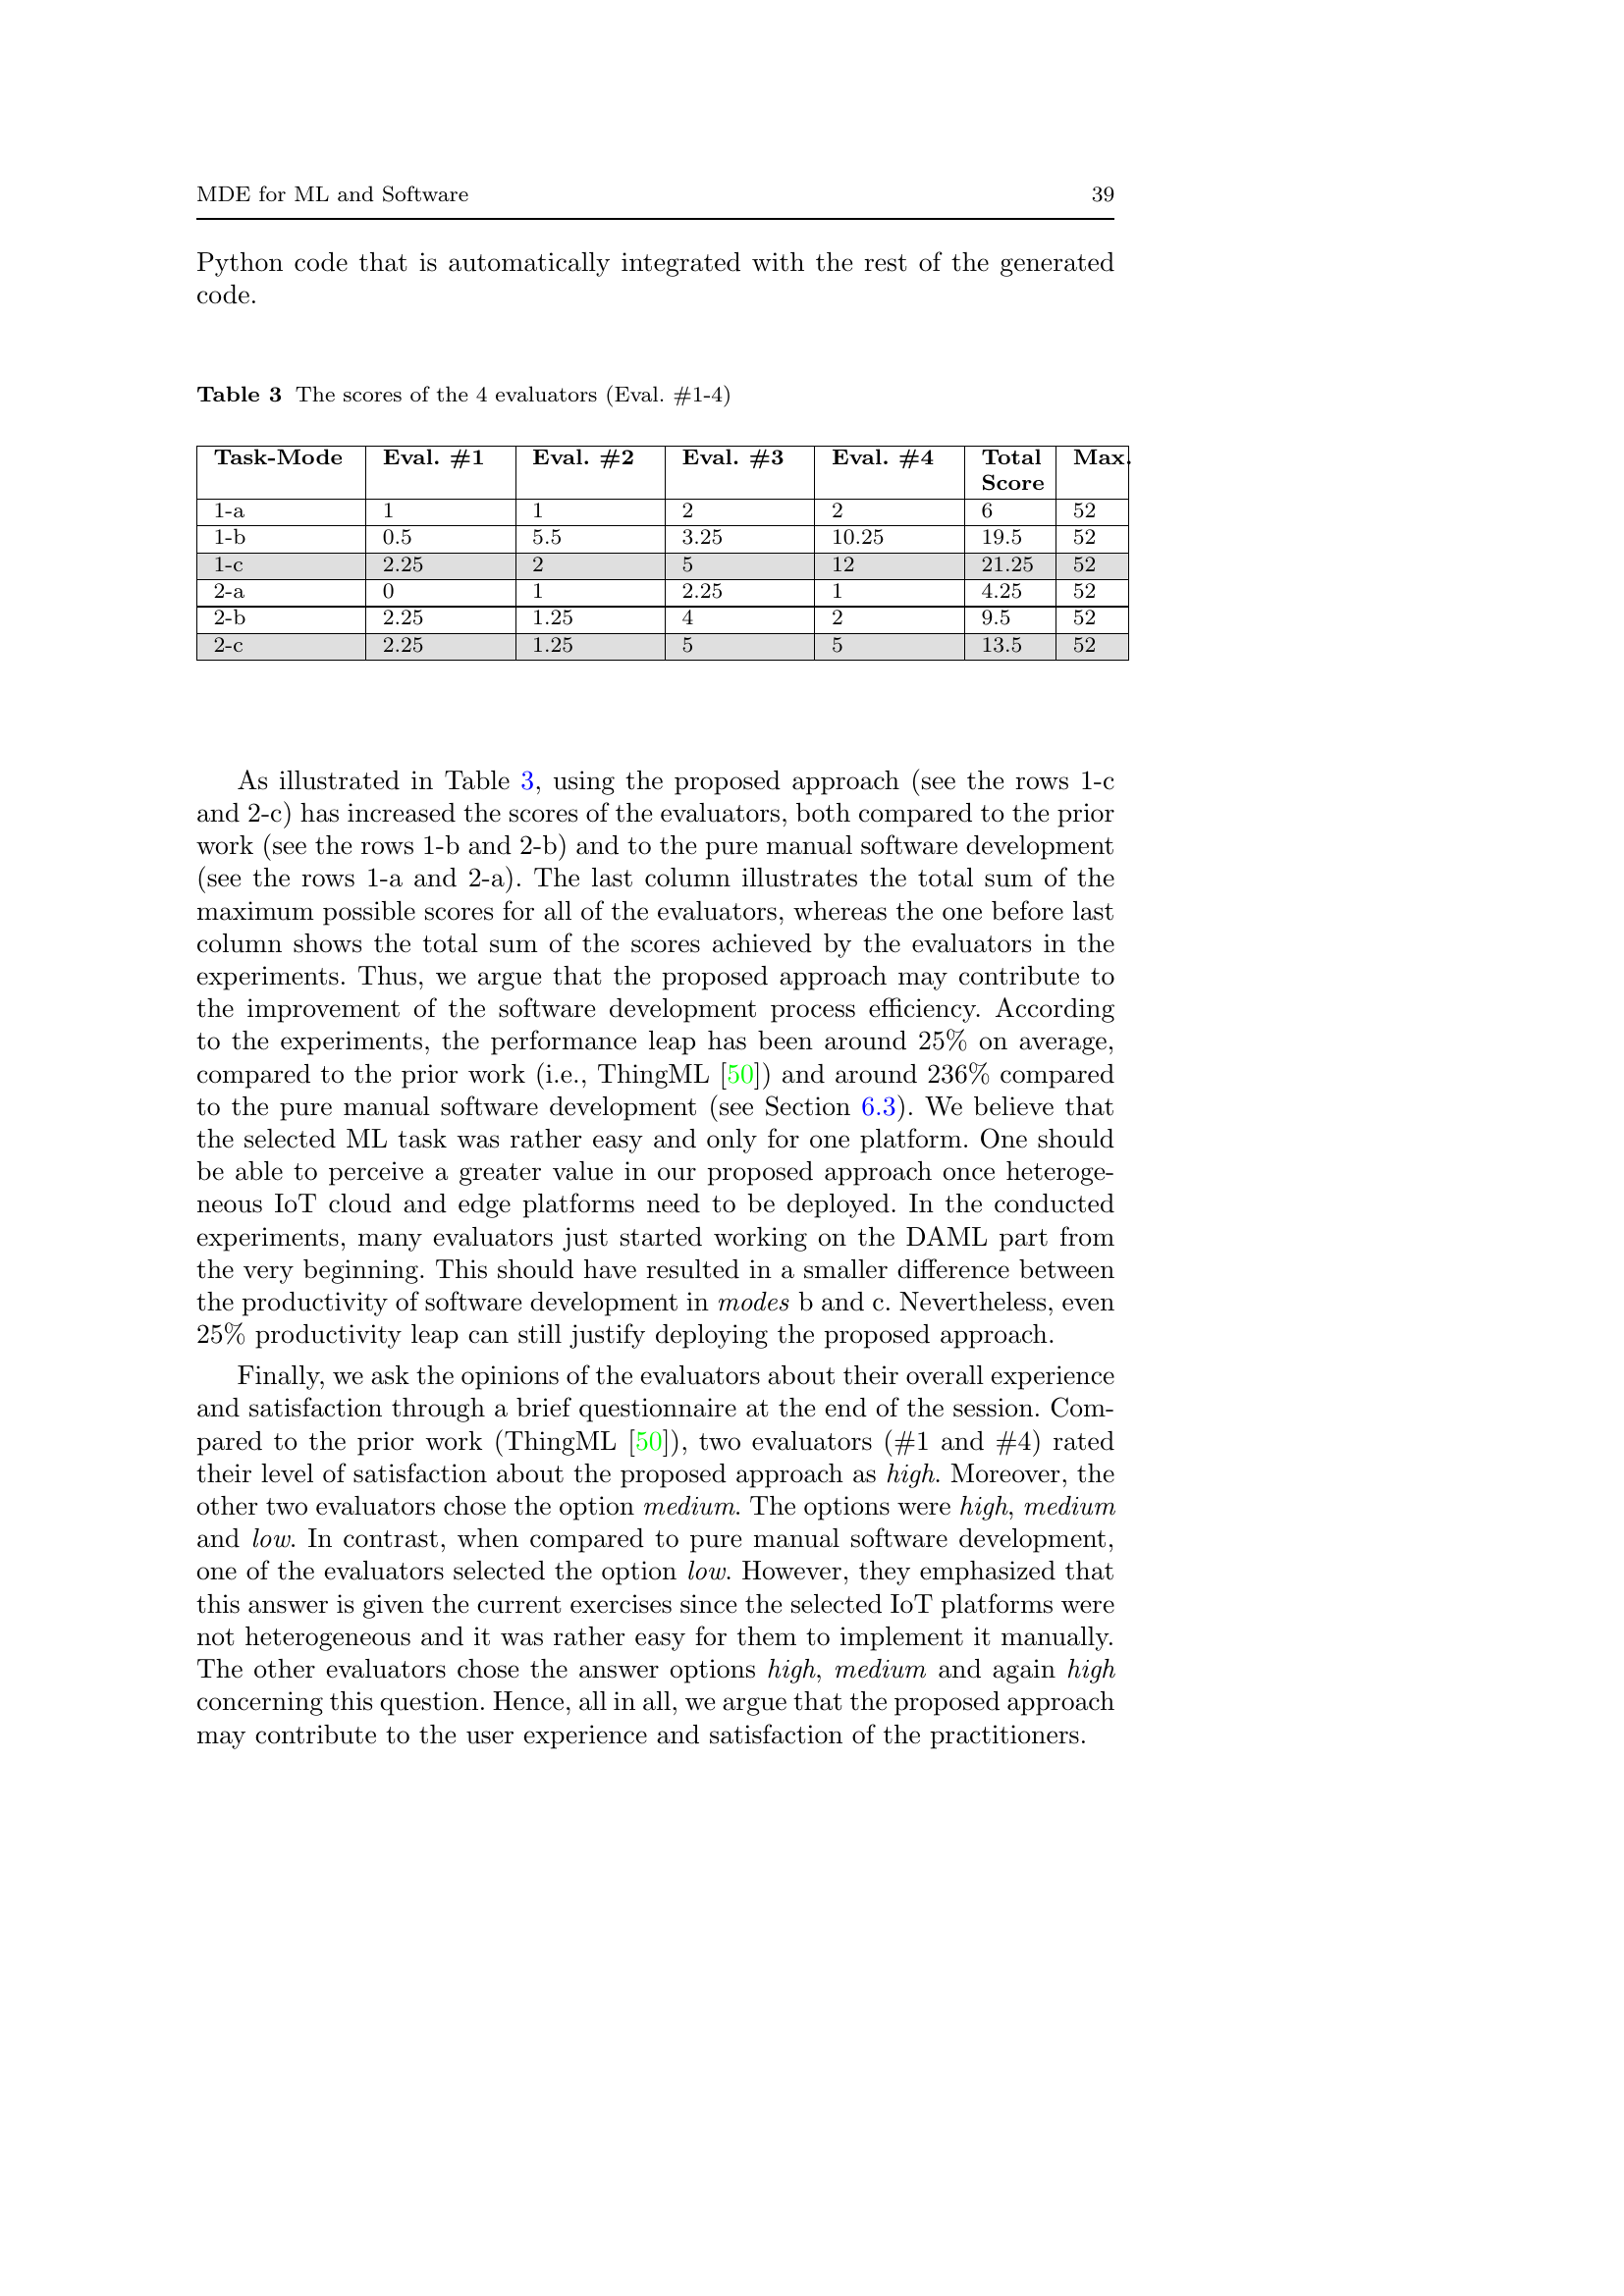 MDE for ML and Software 39
Python code that is automatically integrated with the rest of the generated
code.
Table 3 The scores of the 4 evaluators (Eval. #1-4)
Task-Mode Eval. #1 Eval. #2 Eval. #3 Eval. #4 Total Score Max.
1-a 1 1 2 2 6 52
1-b 0.5 5.5 3.25 10.25 19.5 52
1-c 2.25 2 5 12 21.25 52
2-a 0 1 2.25 1 4.25 52
2-b 2.25 1.25 4 2 9.5 52
2-c 2.25 1.25 5 5 13.5 52
As illustrated in Table 3, using the proposed approach (see the rows 1-c
and 2-c) has increased the scores of the evaluators, both compared to the prior
work (see the rows 1-b and 2-b) and to the pure manual software development
(see the rows 1-a and 2-a). The last column illustrates the total sum of the
maximum possible scores for all of the evaluators, whereas the one before last
column shows the total sum of the scores achieved by the evaluators in the
experiments. Thus, we argue that the proposed approach may contribute to
the improvement of the software development process efficiency. According
to the experiments, the performance leap has been around 25% on average,
compared to the prior work (i.e., ThingML [50]) and around 236% compared
to the pure manual software development (see Section 6.3). We believe that
the selected ML task was rather easy and only for one platform. One should
be able to perceive a greater value in our proposed approach once heteroge-
neous IoT cloud and edge platforms need to be deployed. In the conducted
experiments, many evaluators just started working on the DAML part from
the very beginning. This should have resulted in a smaller difference between
the productivity of software development in modes b and c. Nevertheless, even
25% productivity leap can still justify deploying the proposed approach.
Finally, we ask the opinions of the evaluators about their overall experience
and satisfaction through a brief questionnaire at the end of the session. Com-
pared to the prior work (ThingML [50]), two evaluators (#1 and #4) rated
their level of satisfaction about the proposed approach as high. Moreover, the
other two evaluators chose the option medium. The options were high, medium
and low. In contrast, when compared to pure manual software development,
one of the evaluators selected the option low. However, they emphasized that
this answer is given the current exercises since the selected IoT platforms were
not heterogeneous and it was rather easy for them to implement it manually.
The other evaluators chose the answer options high, medium and again high
concerning this question. Hence, all in all, we argue that the proposed approach
may contribute to the user experience and satisfaction of the practitioners.